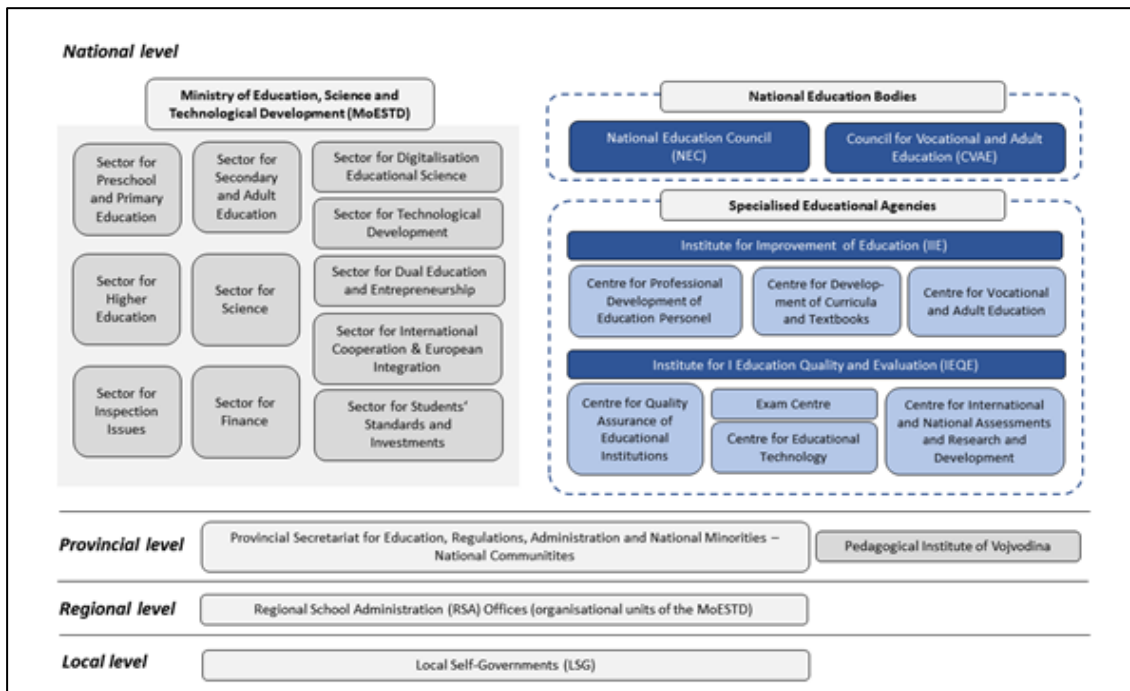 National level
Ministry of Education, Science and
Technological Development (MoESTD)
Sector for
Preschool
and Primary
Education
Sector for
Secondary
and Adult
Education
Sector for Digitalisation
Educational Science
Sector for Technological
Development
Sector for
Higher
Education
Sector for
Science
Sector for Dual Education
and Entrepreneurship
Sector for International
Cooperation & European
Integration
Sector for
Inspection
Issues
Sector for
Finance
Sector for Students'
Standards and
Investments
National Education Bodies
National Education Council
(NEC)
Council for Vocational and Adult
Education (CVAE)
Specialised Educational Agencies
Institute for Improvement of Education (IIE)
Centre for Professional
Development of
Education Personel
Centre for Develop-
ment of Curricula
and Textbooks
Centre for Vocational
and Adult Education
Institute for I Education Quality and Evaluation (IEQE)
Centre for Quality
Assurance of
Educational
Institutions
Exam Centre
Centre for Educational
Technology
Centre for International
and National Assessments
and Research and
Development
Provincial level
Provincial Secretariat for Education, Regulations, Administration and National Minorities –
National Communitites
Pedagogical Institute of Vojvodina
Regional level
Regional School Administration (RSA) Offices (organisational units of the MoESTD)
Local level
Local Self-Governments (LSG)